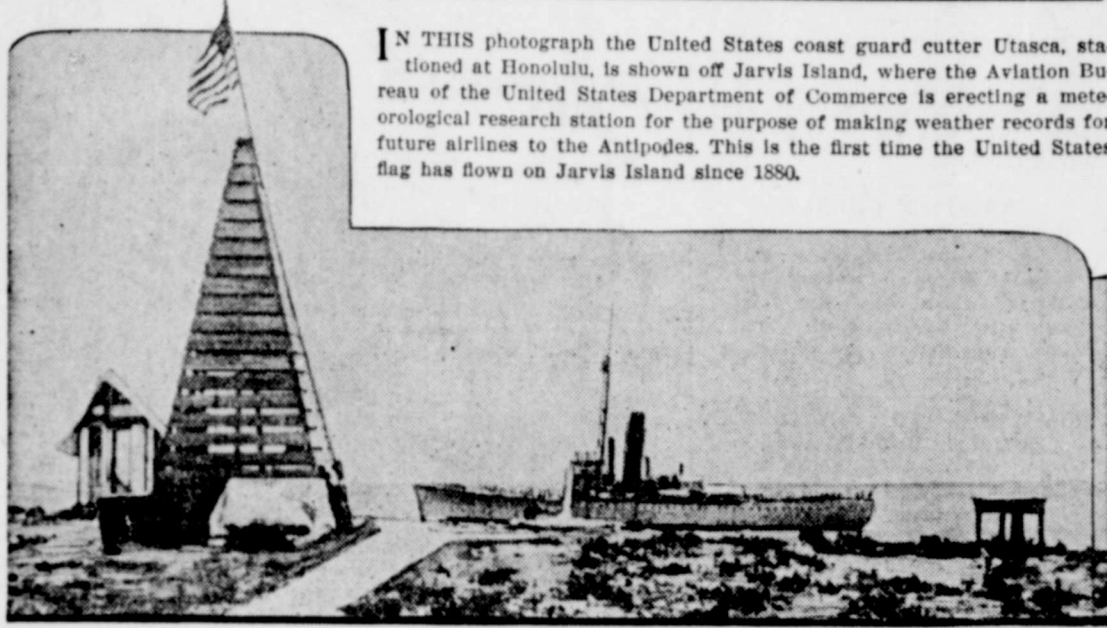 IN THIS photograph the United States coast guard cutter Utasca, sta
tioned at Honolulu, is shown off Jarvis Island, where the Aviation Bu
reau of the United States Department of Commerce is erecting a mete
orological research station for the purpose of making weather records for
future airlines to the Antipodes. This is the first time the United States
flag has flown on Jarvis Island since 1880.